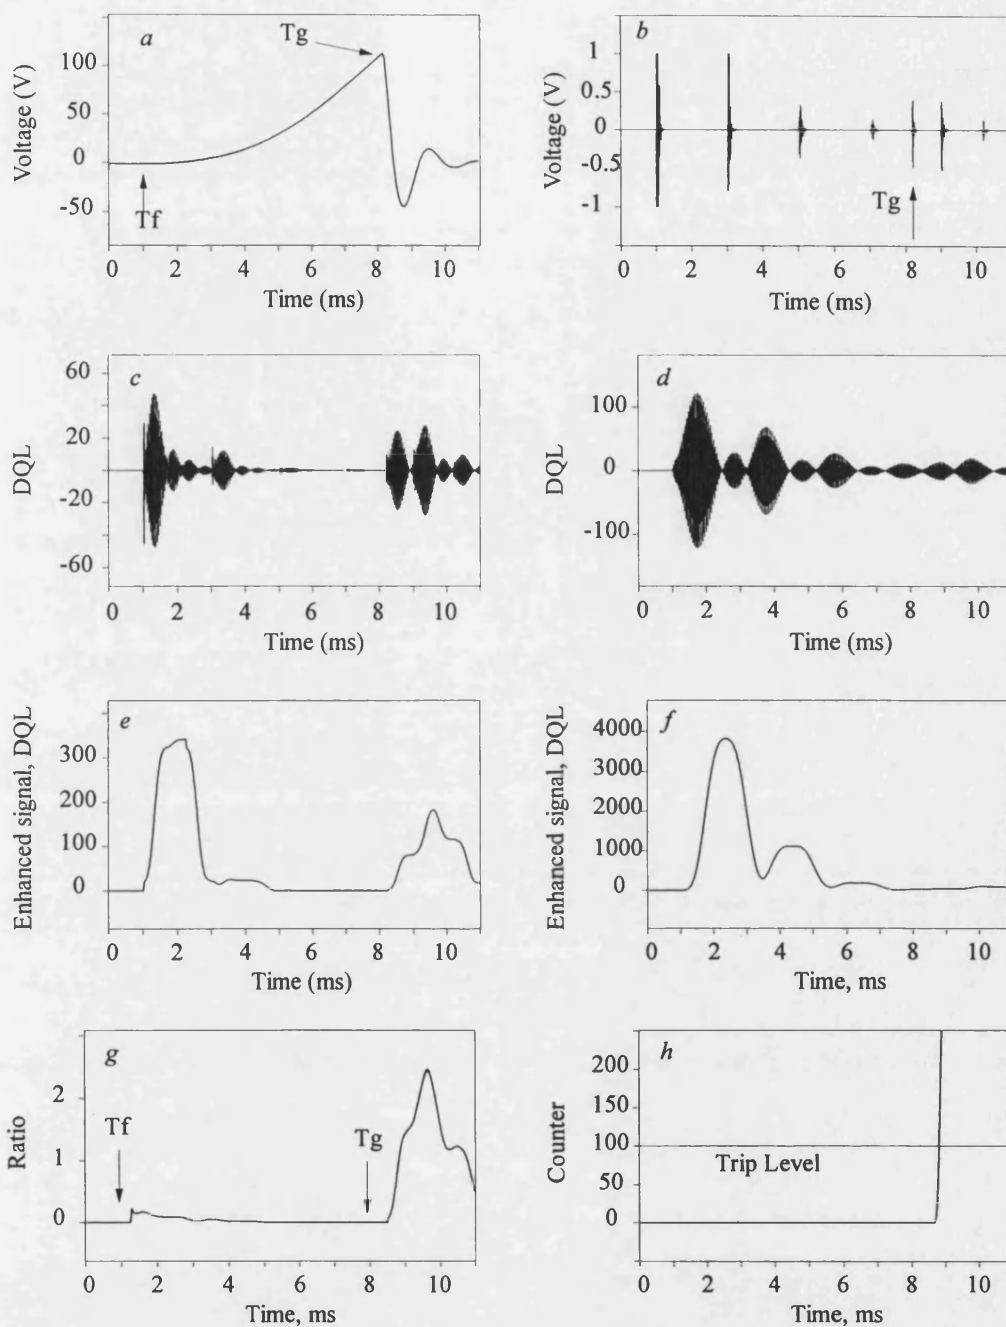 a
Tg
Voltage (V)
100
50
0
-50
Tf
0 2 4 6 8 10
Time (ms)
b
Voltage (V)
1
0.5
0
-0.5
-1
Tg
0 2 4 6 8 10
Time (ms)
c
DQL
60
20
-20
-60
0 2 4 6 8 10
Time (ms)
d
DQL
100
0
-100
0 2 4 6 8 10
Time (ms)
e
Enhanced signal, DQL
300
200
100
0
0 2 4 6 8 10
Time (ms)
f
Enhanced signal, DQL
4000
3000
2000
1000
0
0 2 4 6 8 10
Time, ms
g
Ratio
2
1
0
Tf
Tg
0 2 4 6 8 10
Time, ms
h
Counter
200
150
100
50
0
Trip Level
0 2 4 6 8 10
Time, ms